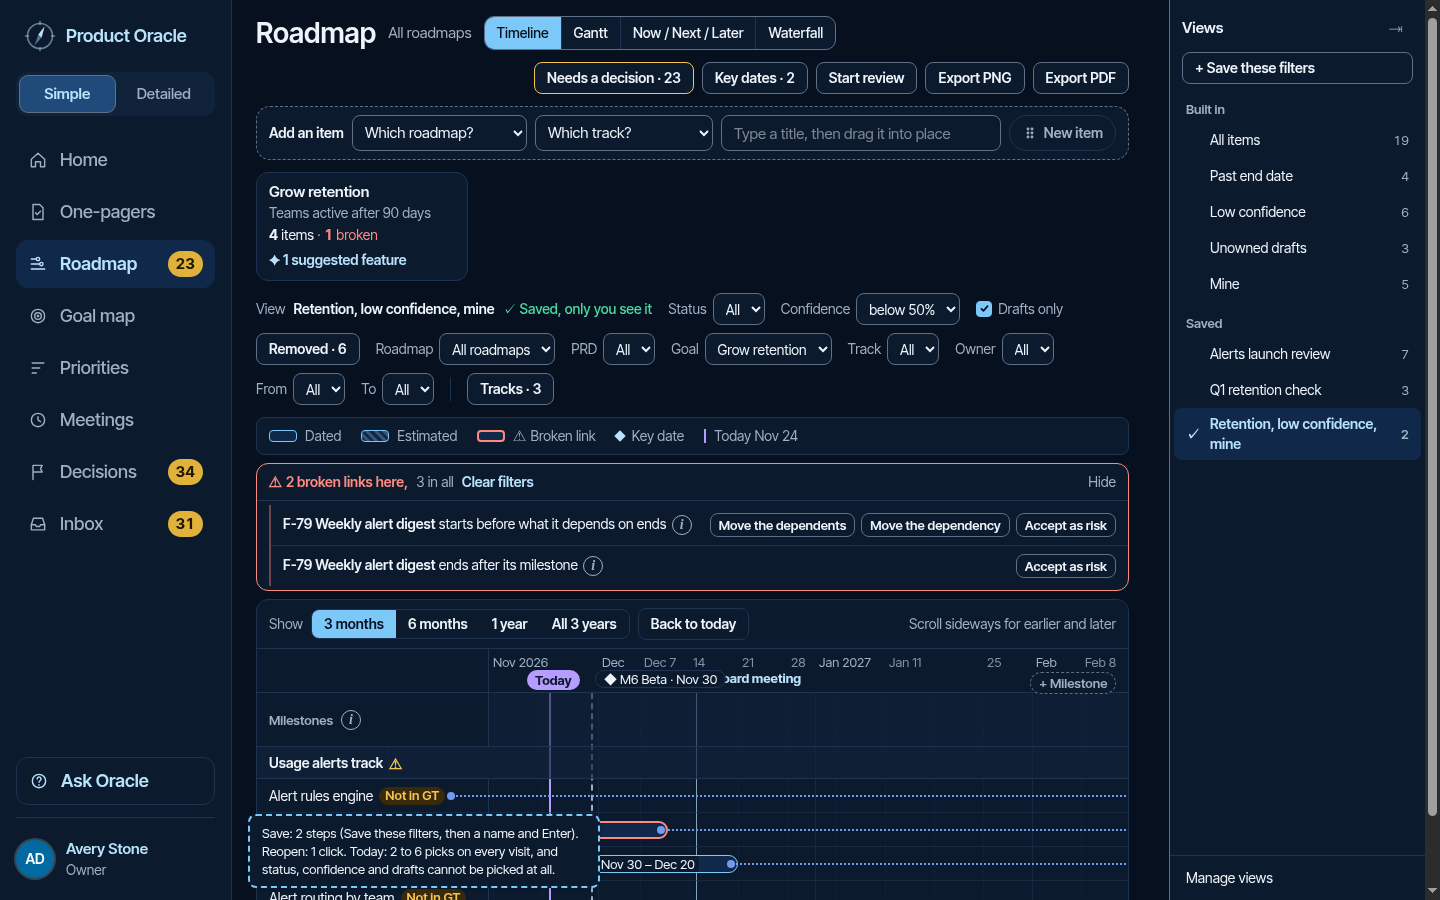 Product Oracle
Simple
Detailed
Home
One-pagers
Roadmap 23
Goal map
Priorities
Meetings
Decisions 34
Inbox 31
Ask Oracle
AD
Avery Stone
Owner
Roadmap All roadmaps Timeline Gantt Now / Next / Later Waterfall
Needs a decision · 23 Key dates · 2 Start review Export PNG Export PDF
Add an item Which roadmap? Which track? Type a title, then drag it into place New item
Grow retention
Teams active after 90 days
4 items · 1 broken
✦ 1 suggested feature
View Retention, low confidence, mine ✓ Saved, only you see it Status All Confidence below 50% Drafts only
Removed · 6 Roadmap All roadmaps PRD All Goal Grow retention Track All Owner All
From All To All Tracks · 3
Dated Estimated ⚠ Broken link ◆ Key date Today Nov 24
⚠ 2 broken links here, 3 in all Clear filters Hide
F-79 Weekly alert digest starts before what it depends on ends i Move the dependents Move the dependency Accept as risk
F-79 Weekly alert digest ends after its milestone i Accept as risk
Show 3 months 6 months 1 year All 3 years Back to today Scroll sideways for earlier and later
Nov 2026 Dec Dec 7 14 21 28 Jan 2027 Jan 11 25 Feb Feb 8
Today ◆ M6 Beta · Nov 30 oard meeting + Milestone
Milestones i
Usage alerts track ⚠
Alert rules engine Not in GT
Save: 2 steps (Save these filters, then a name and Enter).
Reopen: 1 click. Today: 2 to 6 picks on every visit, and
status, confidence and drafts cannot be picked at all.
Nov 30 – Dec 20
Alert routing by team Not in GT
Views
+ Save these filters
Built in
All items 19
Past end date 4
Low confidence 6
Unowned drafts 3
Mine 5
Saved
Alerts launch review 7
Q1 retention check 3
✓ Retention, low confidence,
mine 2
Manage views